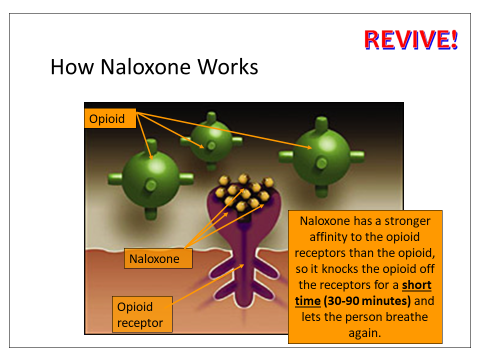 REVIVE!
How Naloxone Works
Opioid
Naloxone
Opioid
receptor
Naloxone has a stronger
affinity to the opioid
receptors than the opioid,
so it knocks the opioid off
the receptors for a short
time (30-90 minutes) and
lets the person breathe
again.